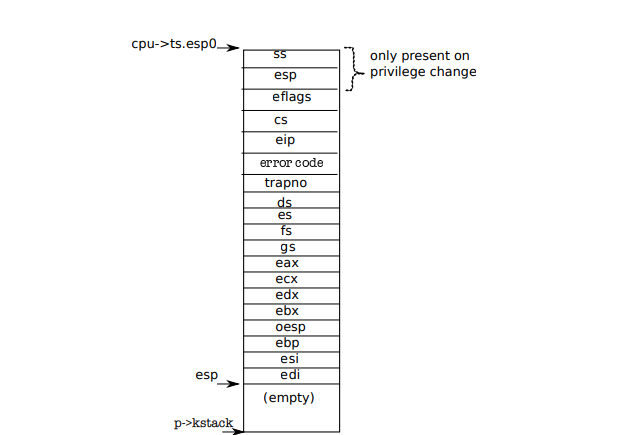 cpu->ts.esp0
ss
only present on
privilege change
esp
eflags
cs
eip
error code
trapno
ds
es
fs
gs
eax
ecx
edx
ebx
oesp
ebp
esi
esp
edi
(empty)
p->kstack